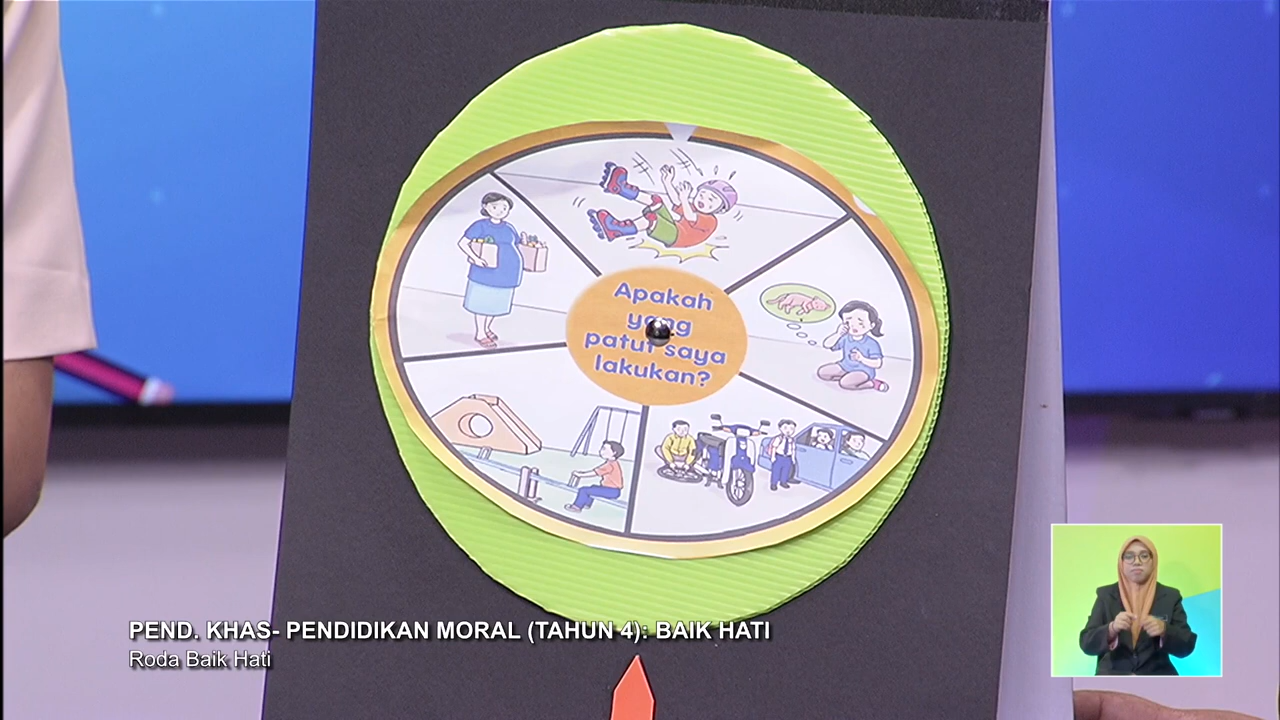 Apakah
yang
patut saya
lakukan?
PEND. KHAS- PENDIDIKAN MORAL (TAHUN 4): BAIK HATI
Roda Baik Hati